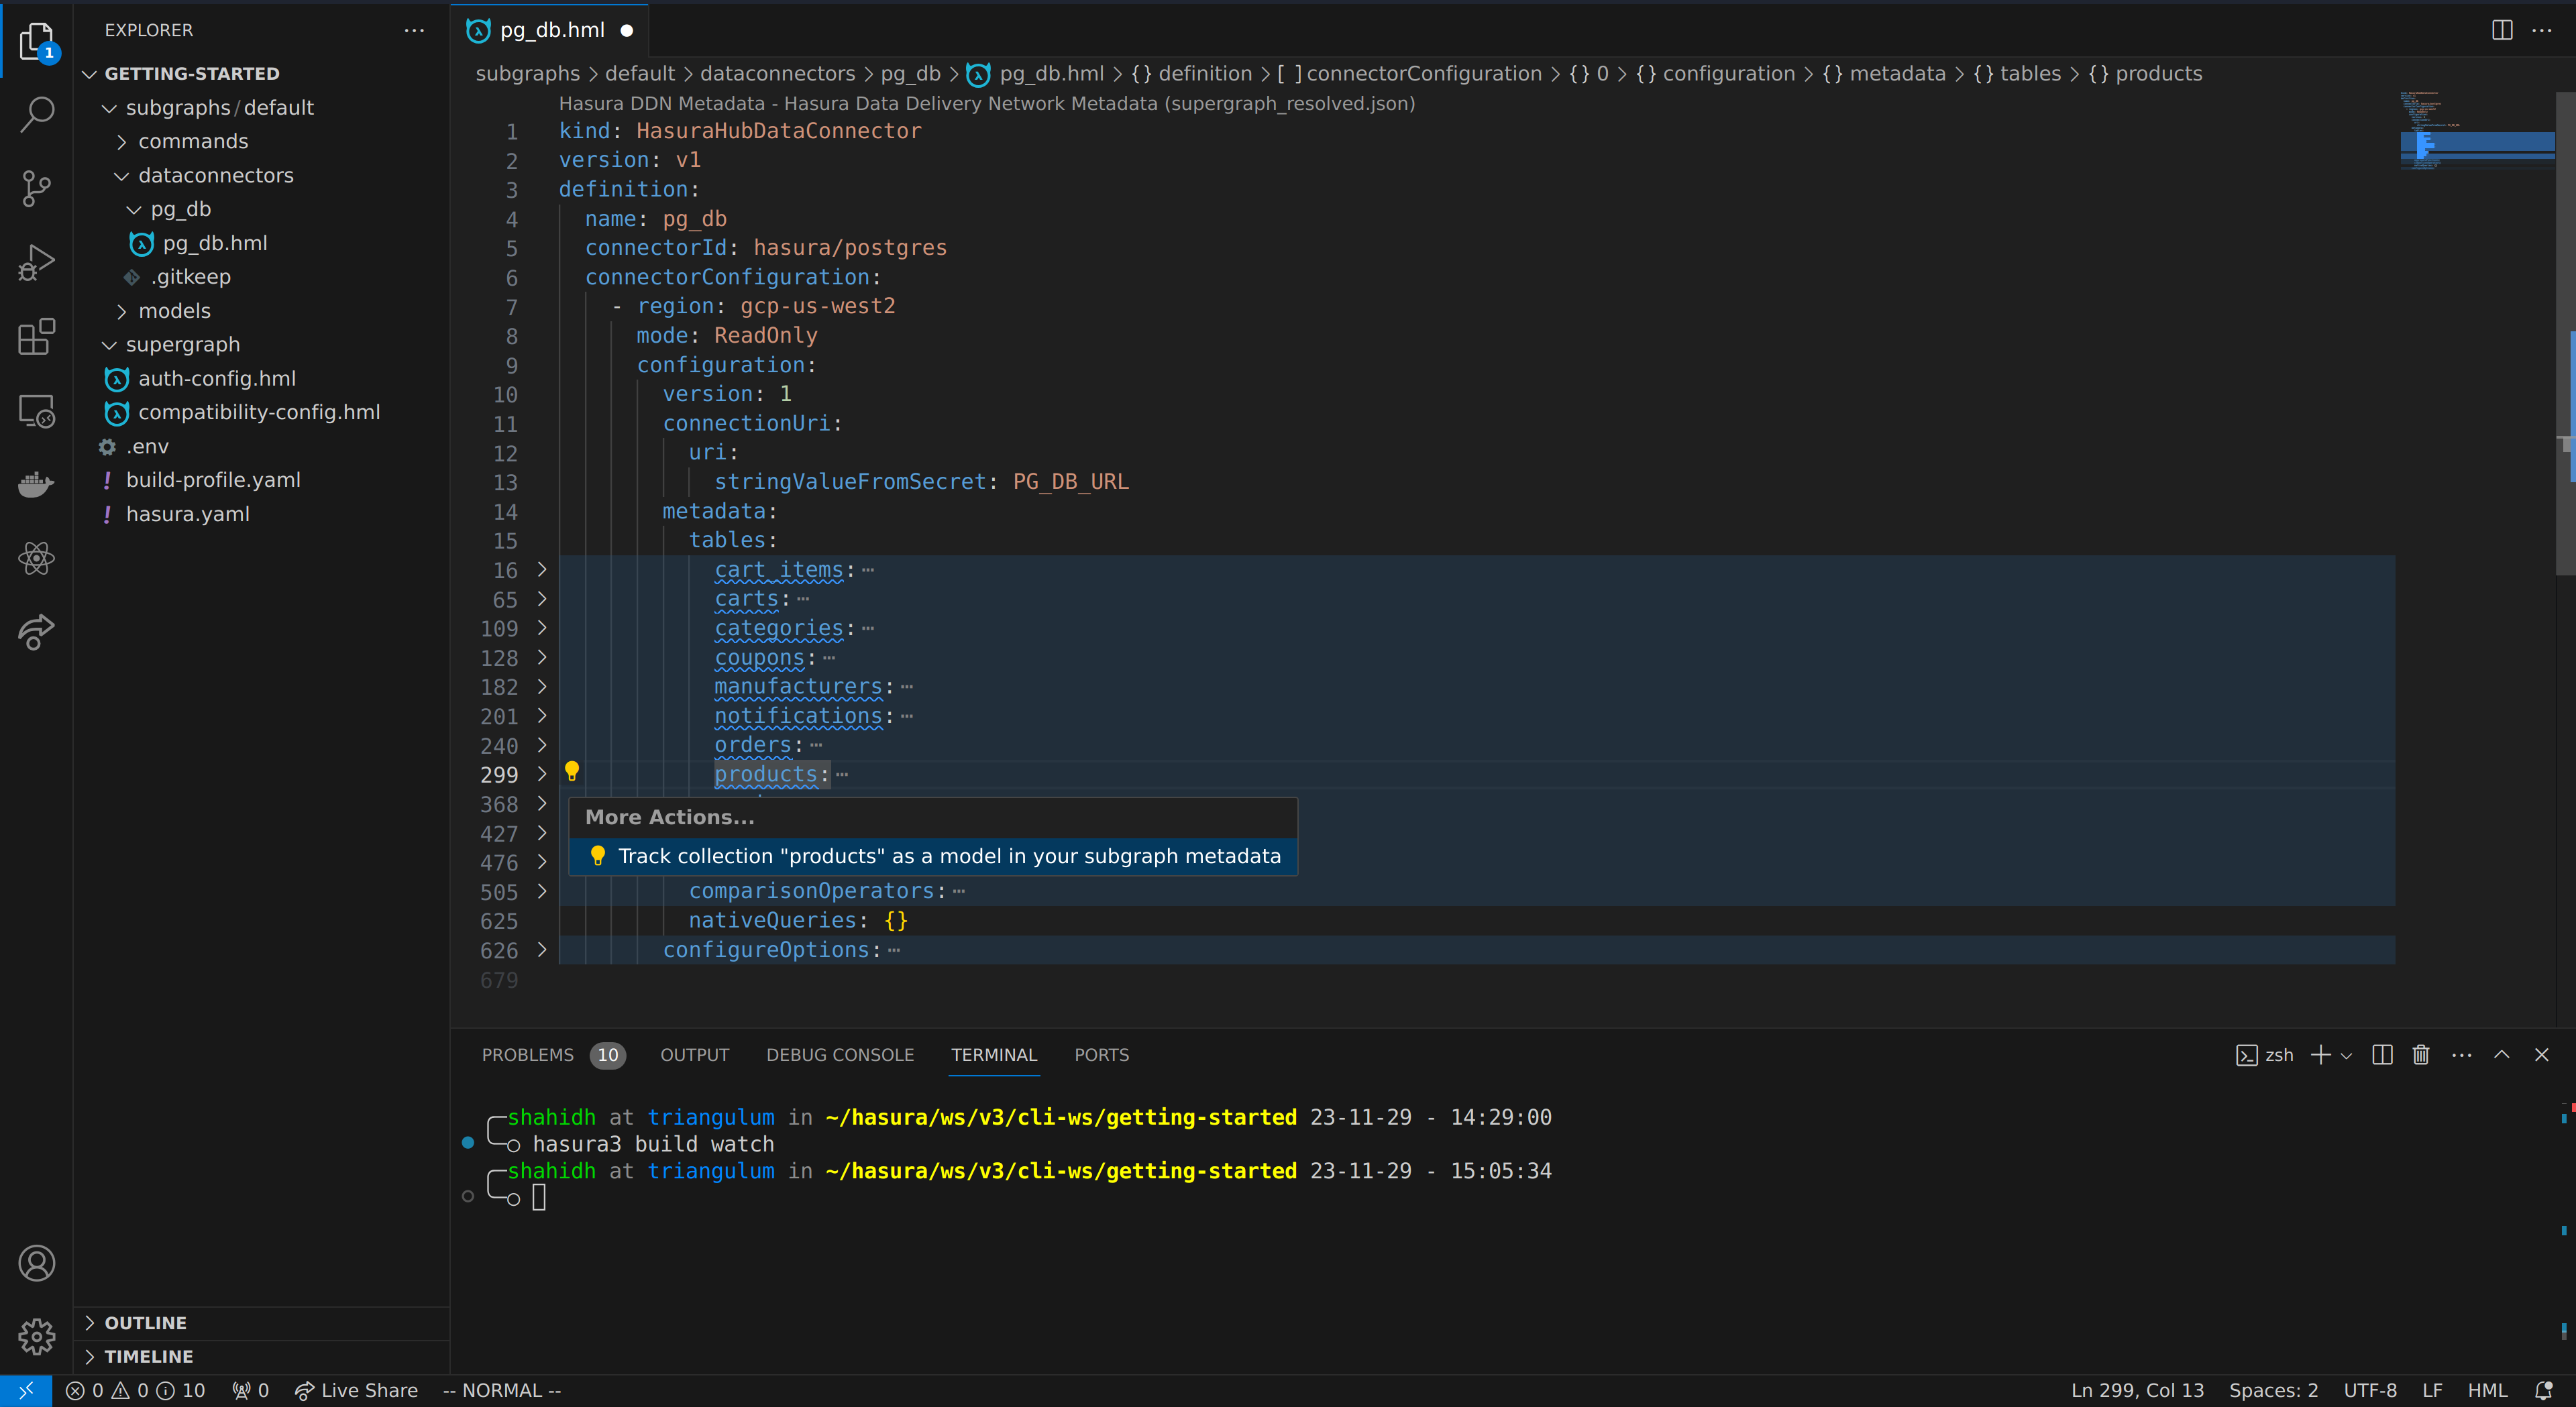 EXPLORER
GETTING-STARTED
subgraphs/default
commands
dataconnectors
pg_db
pg_db.hml
.gitkeep
models
supergraph
auth-config.hml
compatibility-config.hml
.env
! build-profile.yaml
! hasura.yaml
OUTLINE
TIMELINE
1
pg_db.hml
subgraphs > default > dataconnectors > pg_db > pg_db.hml > {} definition > [ ] connectorConfiguration > {} 0 > {} configuration > {} metadata > {} tables > {} products
Hasura DDN Metadata - Hasura Data Delivery Network Metadata (supergraph_resolved.json)
1 kind: HasuraHubDataConnector
2 version: v1
3 definition:
4 name: pg_db
5 connectorId: hasura/postgres
6 connectorConfiguration:
7 - region: gcp-us-west2
8 mode: ReadOnly
9 configuration:
10 version: 1
11 connectionUri:
12 uri:
13 stringValueFromSecret: PG_DB_URL
14 metadata:
15 tables:
16 cart_items:…
65 carts:…
109 categories:…
128 coupons:…
182 manufacturers:…
201 notifications:…
240 orders:…
299 products:…
368
More Actions...
427
Track collection "products" as a model in your subgraph metadata
476
505 comparisonOperators:…
625 nativeQueries: {}
626 configureOptions:…
679
PROBLEMS 10 OUTPUT DEBUG CONSOLE TERMINAL PORTS
zsh
shahidh at triangulum in ~/hasura/ws/v3/cli-ws/getting-started 23-11-29 - 14:29:00
hasura3 build watch
shahidh at triangulum in ~/hasura/ws/v3/cli-ws/getting-started 23-11-29 - 15:05:34
0 0 10 0 Live Share -- NORMAL --
Ln 299, Col 13 Spaces: 2 UTF-8 LF HML